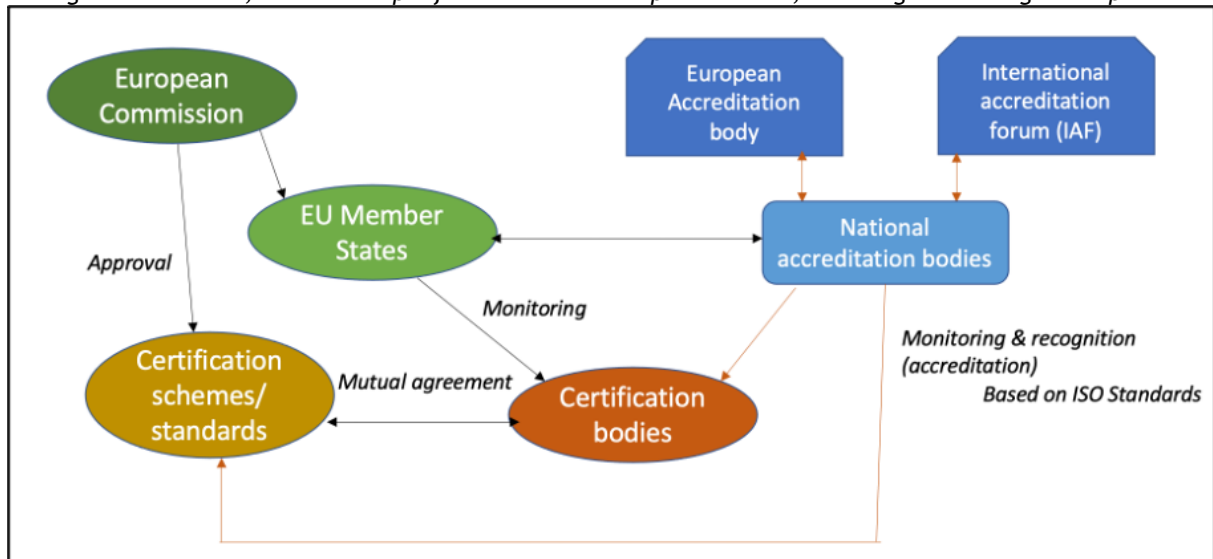 European
Commission
European
Accreditation
body
International
accreditation
forum (IAF)
EU Member
States
National
accreditation bodies
Approval
Monitoring
Monitoring & recognition
(accreditation)
Based on ISO Standards
Certification
schemes/
standards
Mutual agreement
Certification
bodies